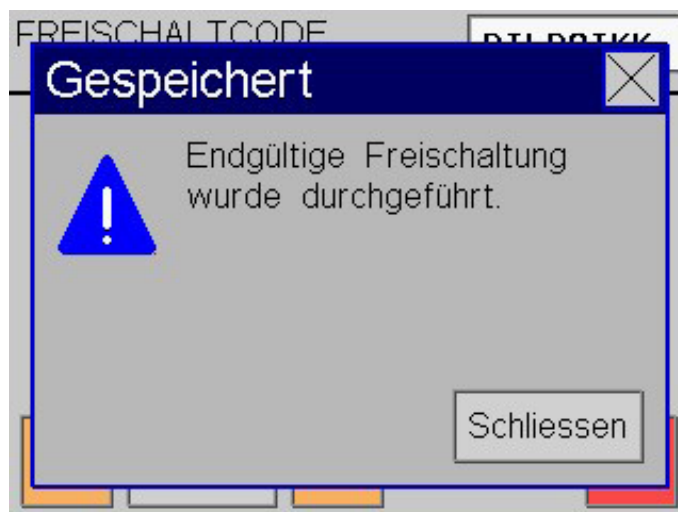 FREISCHALTCODE
Gespeichert
Endgültige Freischaltung
wurde durchgeführt.
Schliessen